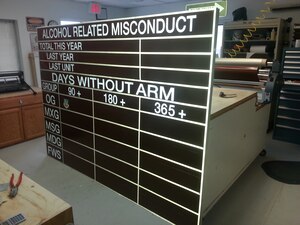 ALCOHOL RELATED MISCONDUCT
TOTAL THIS YEAR
LAST YEAR
LAST UNIT
DAYS WITHOUT ARM
GROUP 90 + 180 + 365 +
OG
MXG
MSG
MDG
FWS